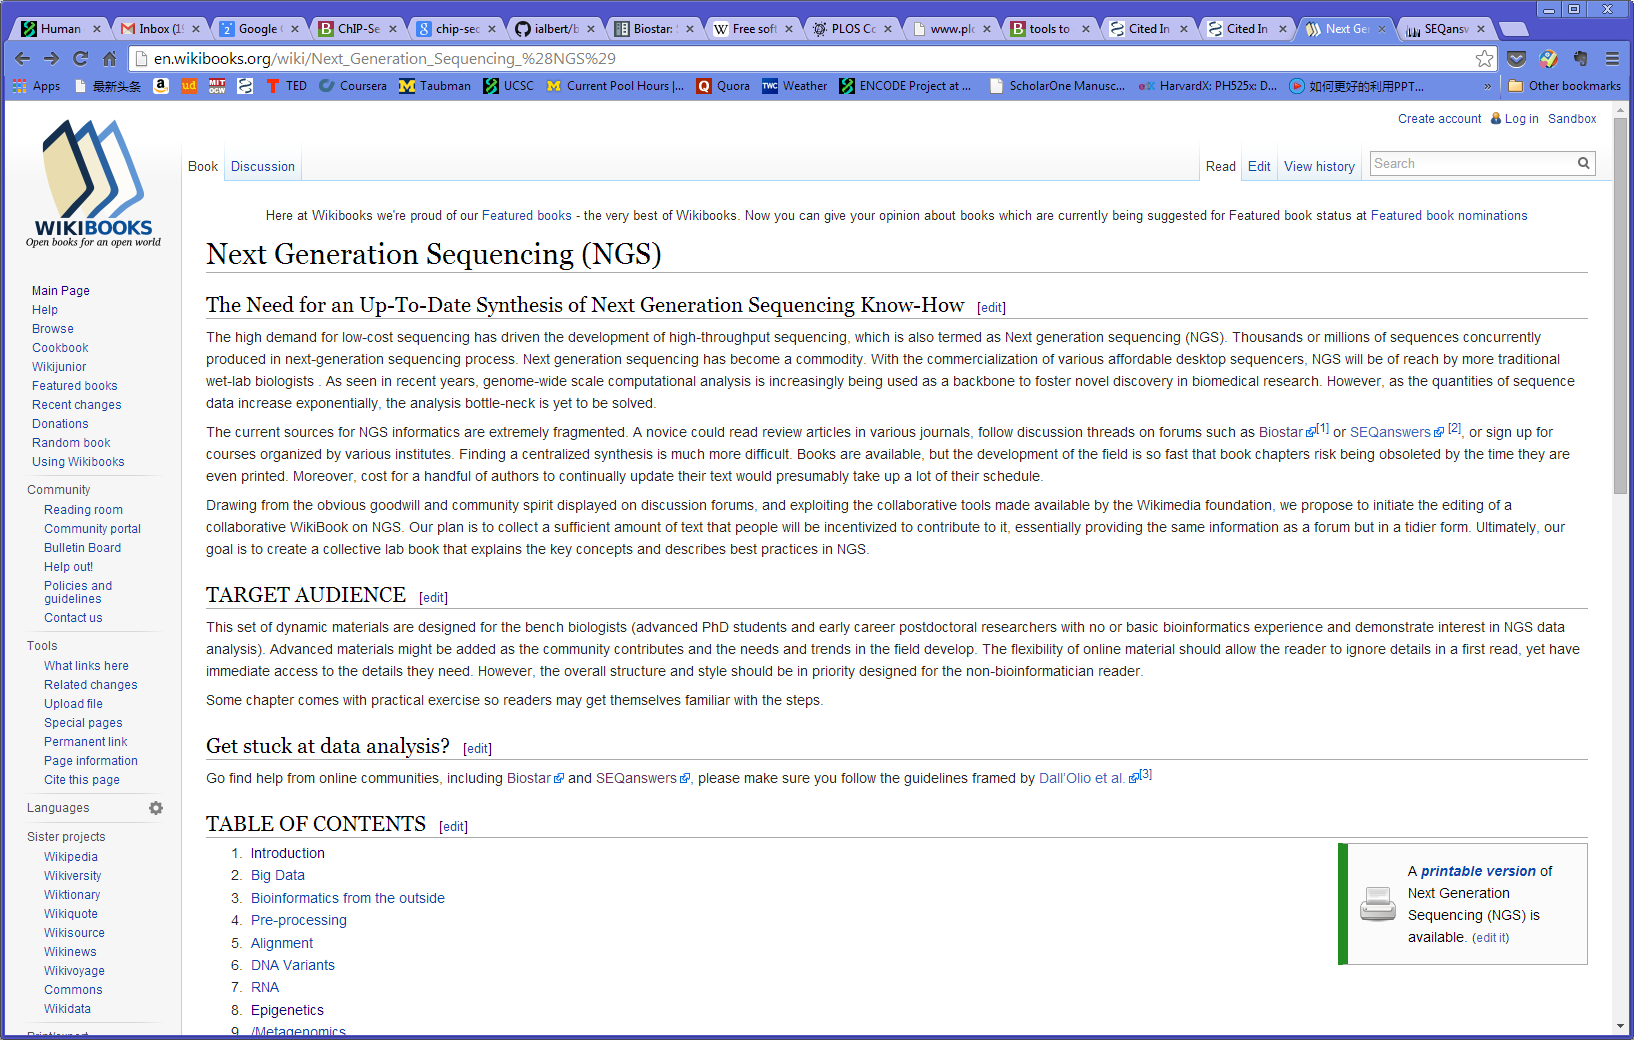 Human
Inbox (15
Google
ChIP-Se
chip-sec
ialbert/b
Biostar:
Free soft
PLOS Co
www.plo
tools to
Cited In
Cited In
Next Ge
SEQansw
en.wikibooks.org/wiki/Next_Generation_Sequencing_%28NGS%29
Apps
最新头条
TED
Coursera
Taubman
UCSC
Current Pool Hours |...
Quora
Weather
ENCODE Project at ...
ScholarOne Manusc...
HarvardX: PH525x: D...
如何更好的利用PPT...
»
Other bookmarks
Create account Log in Sandbox
Book Discussion
Read Edit View history
Search
WIKIBOOKS
Open books for an open world
Main Page
Help
Browse
Cookbook
Wikijunior
Featured books
Recent changes
Donations
Random book
Using Wikibooks
Community
Reading room
Community portal
Bulletin Board
Help out!
Policies and
guidelines
Contact us
Tools
What links here
Related changes
Upload file
Special pages
Permanent link
Page information
Cite this page
Languages
Sister projects
Wikipedia
Wikiversity
Wiktionary
Wikiquote
Wikisource
Wikinews
Wikivoyage
Commons
Wikidata
Print/export
Here at Wikibooks we're proud of our Featured books - the very best of Wikibooks. Now you can give your opinion about books which are currently being suggested for Featured book status at Featured book nominations
Next Generation Sequencing (NGS)
The Need for an Up-To-Date Synthesis of Next Generation Sequencing Know-How [edit]
The high demand for low-cost sequencing has driven the development of high-throughput sequencing, which is also termed as Next generation sequencing (NGS). Thousands or millions of sequences concurrently
produced in next-generation sequencing process. Next generation sequencing has become a commodity. With the commercialization of various affordable desktop sequencers, NGS will be of reach by more traditional
wet-lab biologists . As seen in recent years, genome-wide scale computational analysis is increasingly being used as a backbone to foster novel discovery in biomedical research. However, as the quantities of sequence
data increase exponentially, the analysis bottle-neck is yet to be solved.
The current sources for NGS informatics are extremely fragmented. A novice could read review articles in various journals, follow discussion threads on forums such as Biostar[1] or SEQanswers [2], or sign up for
courses organized by various institutes. Finding a centralized synthesis is much more difficult. Books are available, but the development of the field is so fast that book chapters risk being obsoleted by the time they are
even printed. Moreover, cost for a handful of authors to continually update their text would presumably take up a lot of their schedule.
Drawing from the obvious goodwill and community spirit displayed on discussion forums, and exploiting the collaborative tools made available by the Wikimedia foundation, we propose to initiate the editing of a
collaborative WikiBook on NGS. Our plan is to collect a sufficient amount of text that people will be incentivized to contribute to it, essentially providing the same information as a forum but in a tidier form. Ultimately, our
goal is to create a collective lab book that explains the key concepts and describes best practices in NGS.
TARGET AUDIENCE [edit]
This set of dynamic materials are designed for the bench biologists (advanced PhD students and early career postdoctoral researchers with no or basic bioinformatics experience and demonstrate interest in NGS data
analysis). Advanced materials might be added as the community contributes and the needs and trends in the field develop. The flexibility of online material should allow the reader to ignore details in a first read, yet have
immediate access to the details they need. However, the overall structure and style should be in priority designed for the non-bioinformatician reader.
Some chapter comes with practical exercise so readers may get themselves familiar with the steps.
Get stuck at data analysis? [edit]
Go find help from online communities, including Biostar and SEQanswers, please make sure you follow the guidelines framed by Dall'Olio et al.[3]
TABLE OF CONTENTS [edit]
1. Introduction
2. Big Data
3. Bioinformatics from the outside
4. Pre-processing
5. Alignment
6. DNA Variants
7. RNA
8. Epigenetics
9. /Metagenomics
A printable version of
Next Generation
Sequencing (NGS) is
available. (edit it)